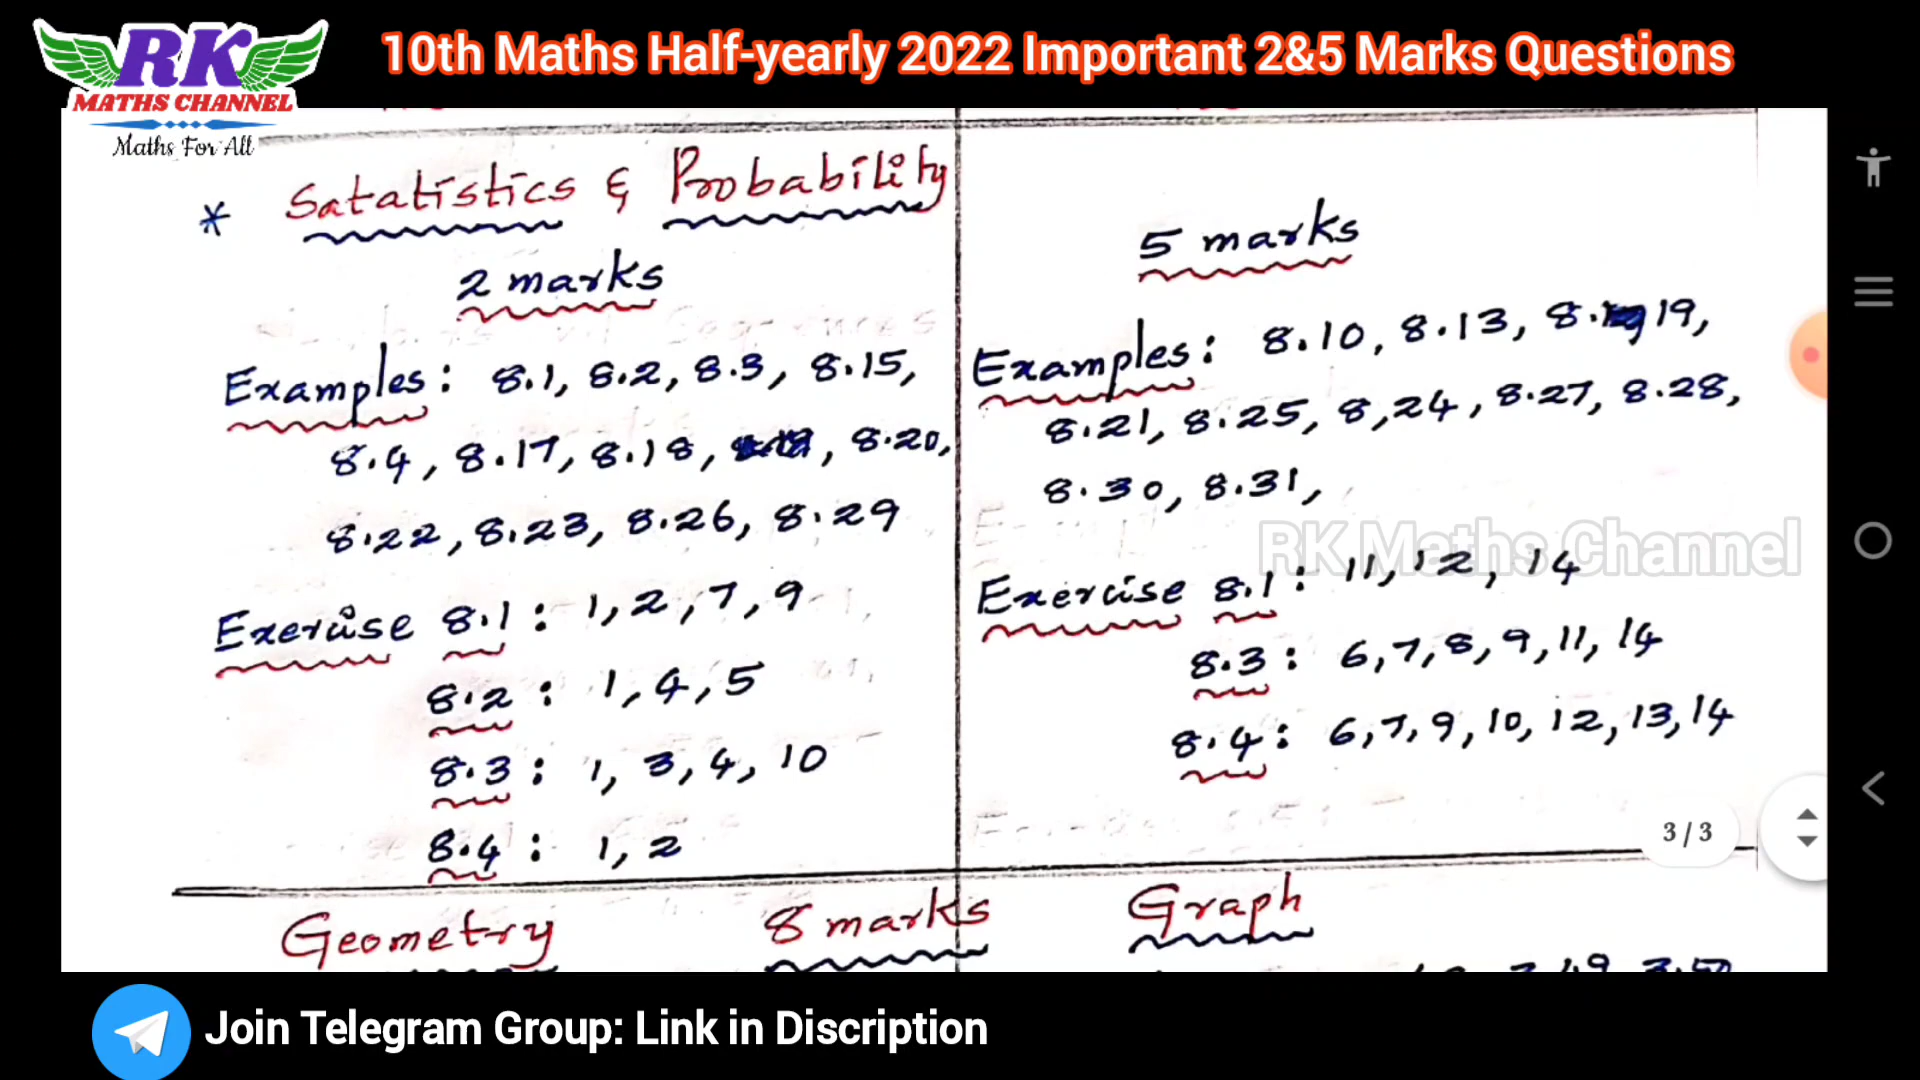 RK
MATHS CHANNEL
Maths For All
10th Maths Half-yearly 2022 Important 2&5 Marks Questions
* Satatistics & Probability
2 marks
Examples: 8.1, 8.2, 8.3, 8.15,
8.4, 8.17, 8.18, , 8.20,
8.22, 8.23, 8.26, 8.29
Exercise 8.1: 1, 2, 7, 9
8.2: 1, 4, 5
8.3: 1, 3, 4, 10
8.4: 1, 2
5 marks
Examples: 8.10, 8.13, 8.19,
8.21, 8.25, 8,24, 8.27, 8.28,
8.30, 8.31,
RK Maths Channel
Exercise 8.1: 11, 12, 14
8.3: 6, 7, 8, 9, 11, 14
8.4: 6, 7, 9, 10, 12, 13, 14
3/3
Geometry 8 marks Graph
Join Telegram Group: Link in Discription